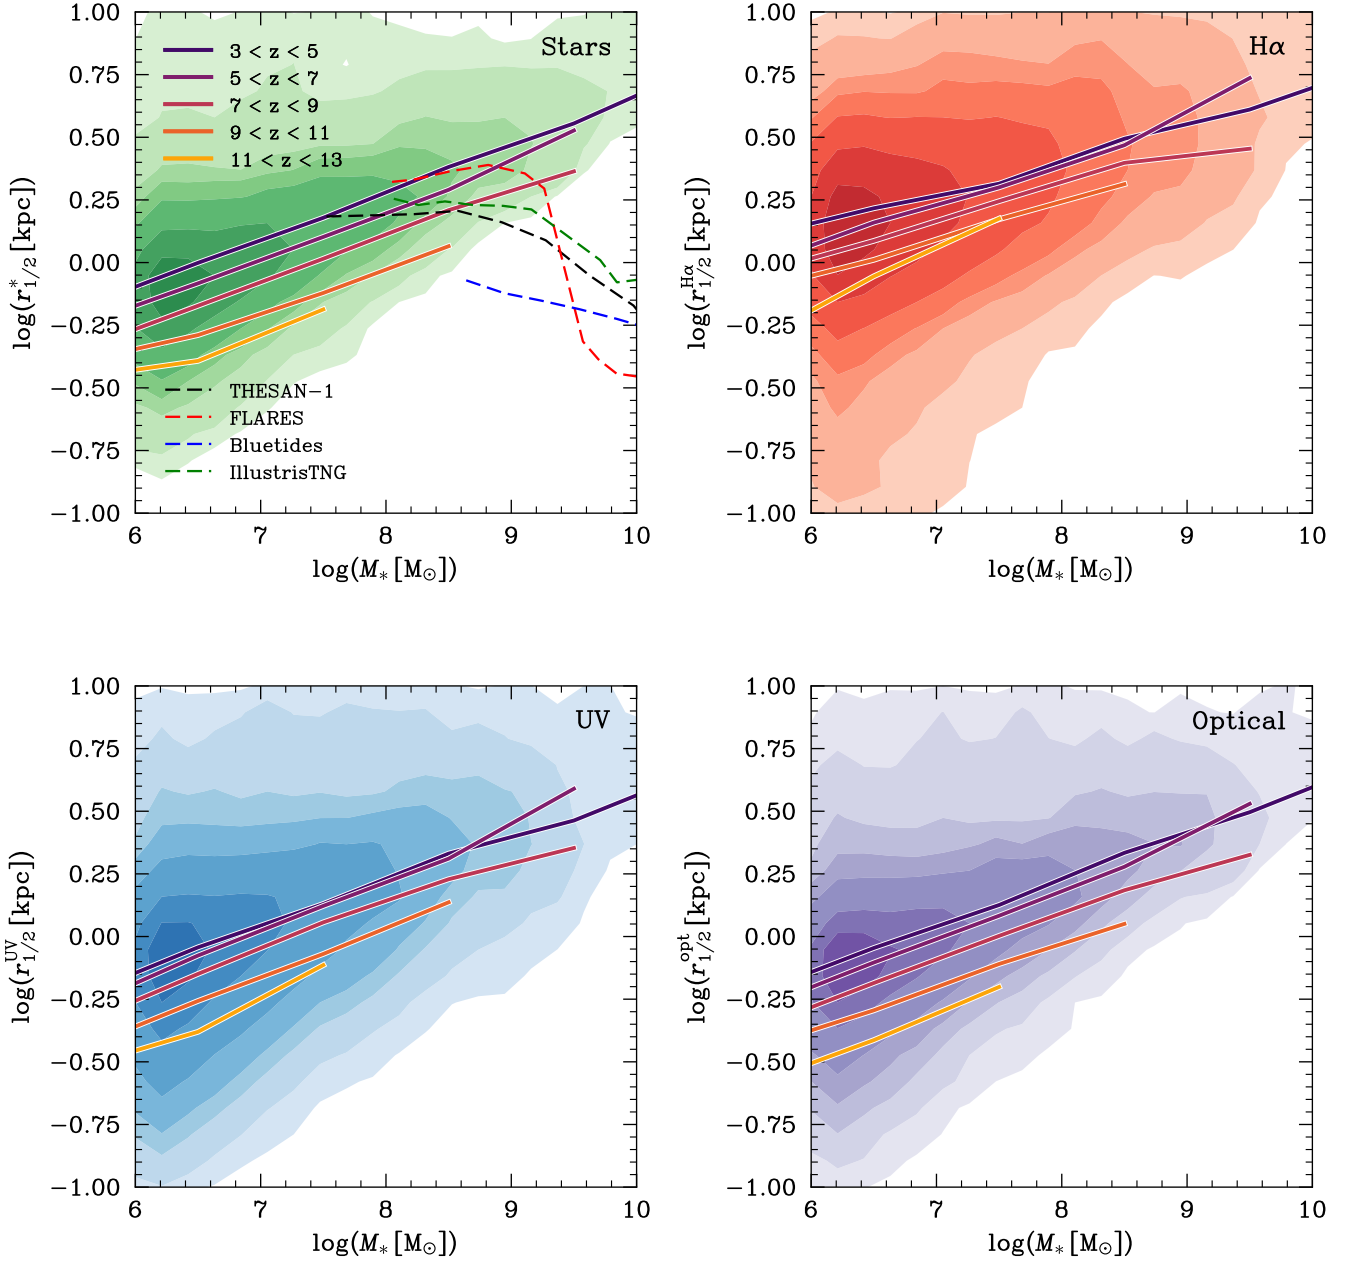 Stars
3 < z < 5
5 < z < 7
7 < z < 9
9 < z < 11
11 < z < 13
THESAN−1
FLARES
Bluetides
IllustrisTNG
1.00
0.75
0.50
0.25
0.00
−0.25
−0.50
−0.75
−1.00
6 7 8 9 10
log(r*1/2[kpc])
log(M*[M⊙])
Hα
1.00
0.75
0.50
0.25
0.00
−0.25
−0.50
−0.75
−1.00
6 7 8 9 10
log(rHα1/2[kpc])
log(M*[M⊙])
UV
1.00
0.75
0.50
0.25
0.00
−0.25
−0.50
−0.75
−1.00
6 7 8 9 10
log(rUV1/2[kpc])
log(M*[M⊙])
Optical
1.00
0.75
0.50
0.25
0.00
−0.25
−0.50
−0.75
−1.00
6 7 8 9 10
log(ropt1/2[kpc])
log(M*[M⊙])